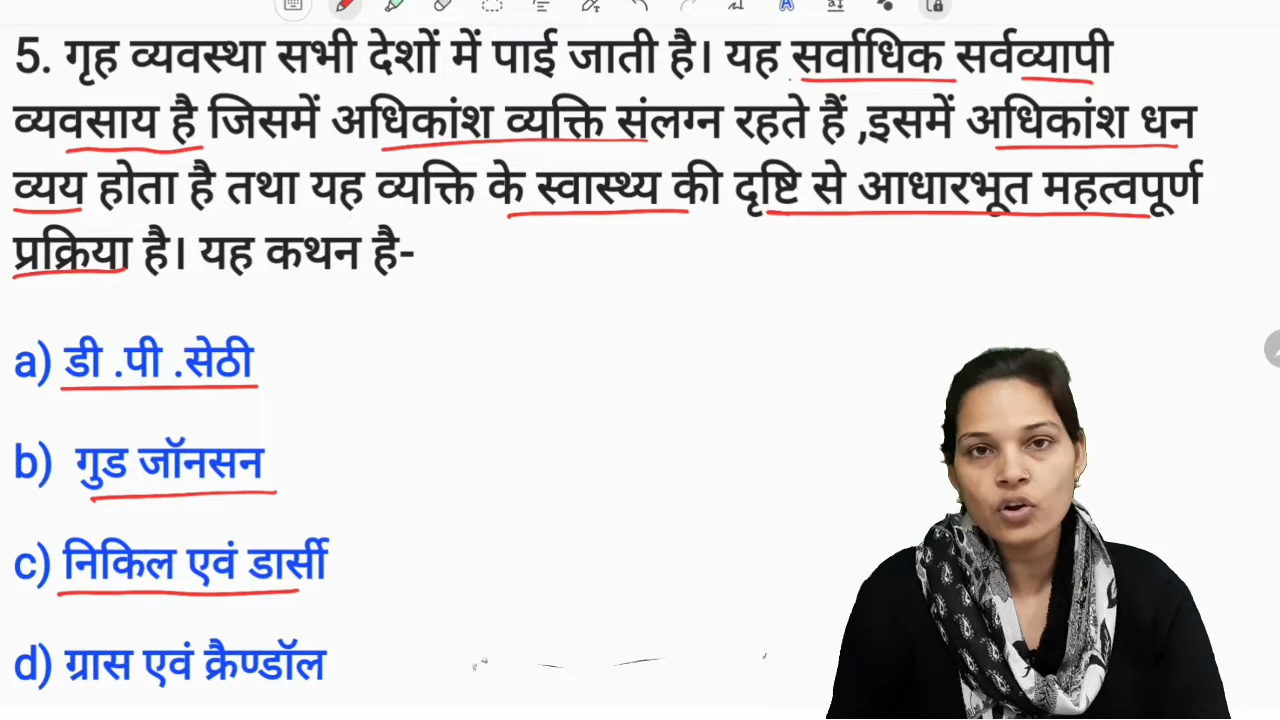 5. गृह व्यवस्था सभी देशों में पाई जाती है। यह सर्वाधिक सर्वव्यापी
व्यवसाय है जिसमें अधिकांश व्यक्ति संलग्न रहते हैं ,इसमें अधिकांश धन
व्यय होता है तथा यह व्यक्ति के स्वास्थ्य की दृष्टि से आधारभूत महत्वपूर्ण
प्रक्रिया है। यह कथन है-
a) डी .पी .सेठी
b) गुड जॉनसन
c) निकिल एवं डार्सी
d) ग्रास एवं क्रैण्डॉल